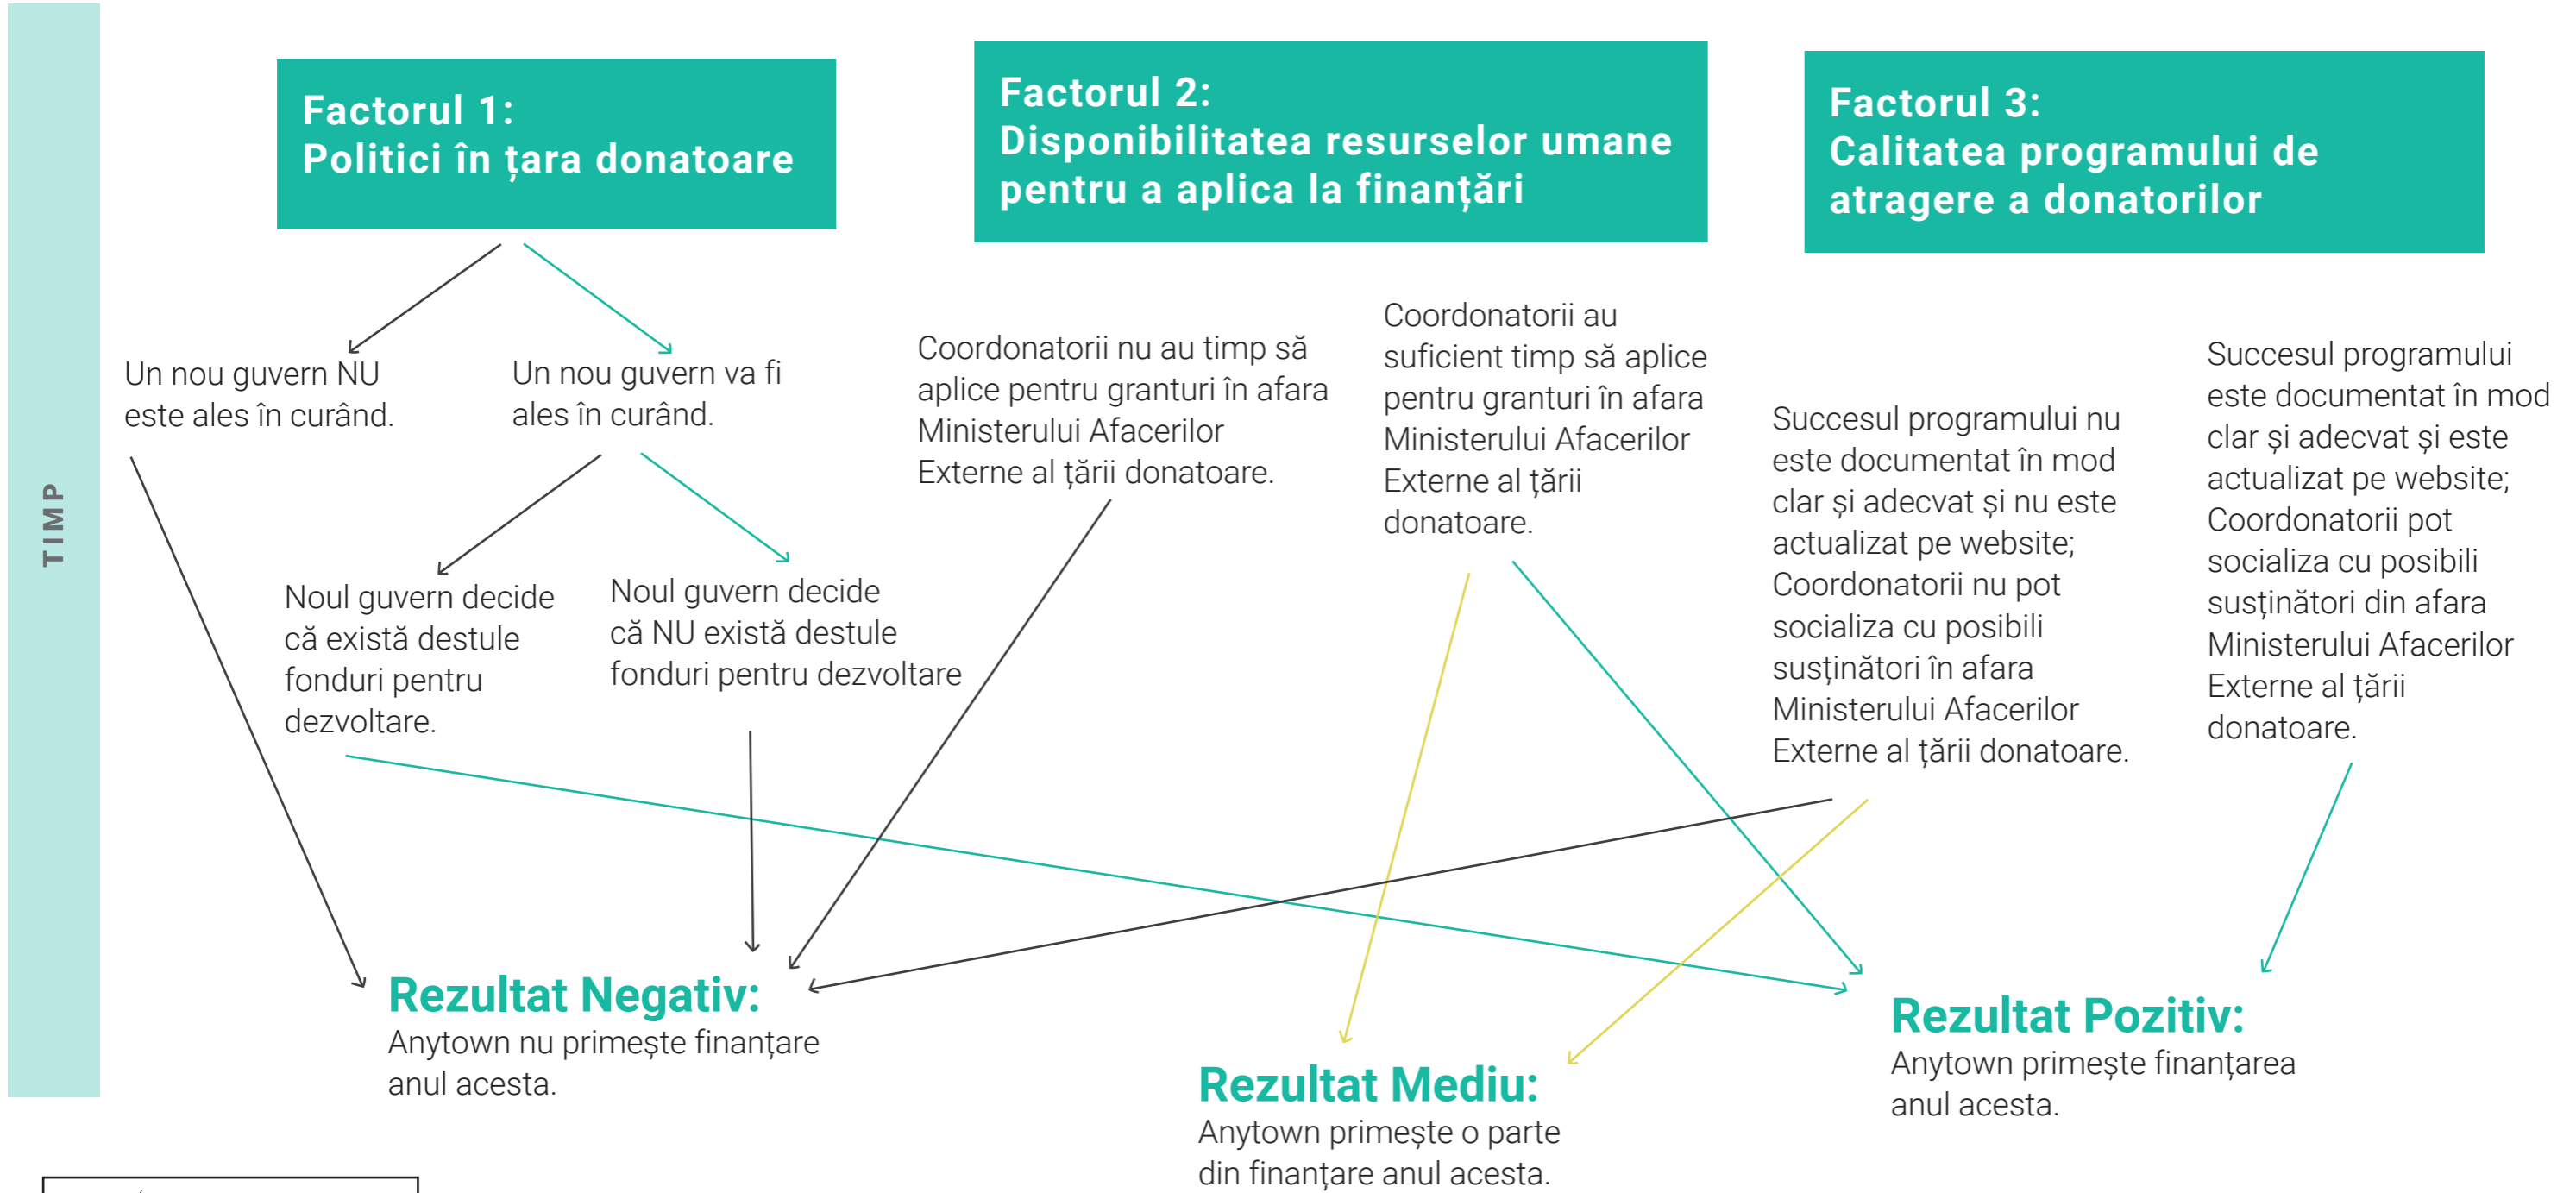 TIMP
Factorul 1:
Politici în țara donatoare
Factorul 2:
Disponibilitatea resurselor umane
pentru a aplica la finanțări
Factorul 3:
Calitatea programului de
atragere a donatorilor
Un nou guvern NU
este ales în curând.
Un nou guvern va fi
ales în curând.
Noul guvern decide
că există destule
fonduri pentru
dezvoltare.
Noul guvern decide
că NU există destule
fonduri pentru dezvoltare
Coordonatorii nu au timp să
aplice pentru granturi în afara
Ministerului Afacerilor
Externe al țării donatoare.
Coordonatorii au
suficient timp să aplice
pentru granturi în afara
Ministerului Afacerilor
Externe al țării
donatoare.
Succesul programului nu
este documentat în mod
clar și adecvat și nu este
actualizat pe website;
Coordonatorii nu pot
socializa cu posibili
susținători în afara
Ministerului Afacerilor
Externe al țării donatoare.
Succesul programului
este documentat în mod
clar și adecvat și este
actualizat pe website;
Coordonatorii pot
socializa cu posibili
susținători din afara
Ministerului Afacerilor
Externe al țării
donatoare.
Rezultat Negativ:
Anytown nu primește finanțare
anul acesta.
Rezultat Mediu:
Anytown primește o parte
din finanțare anul acesta.
Rezultat Pozitiv:
Anytown primește finanțarea
anul acesta.